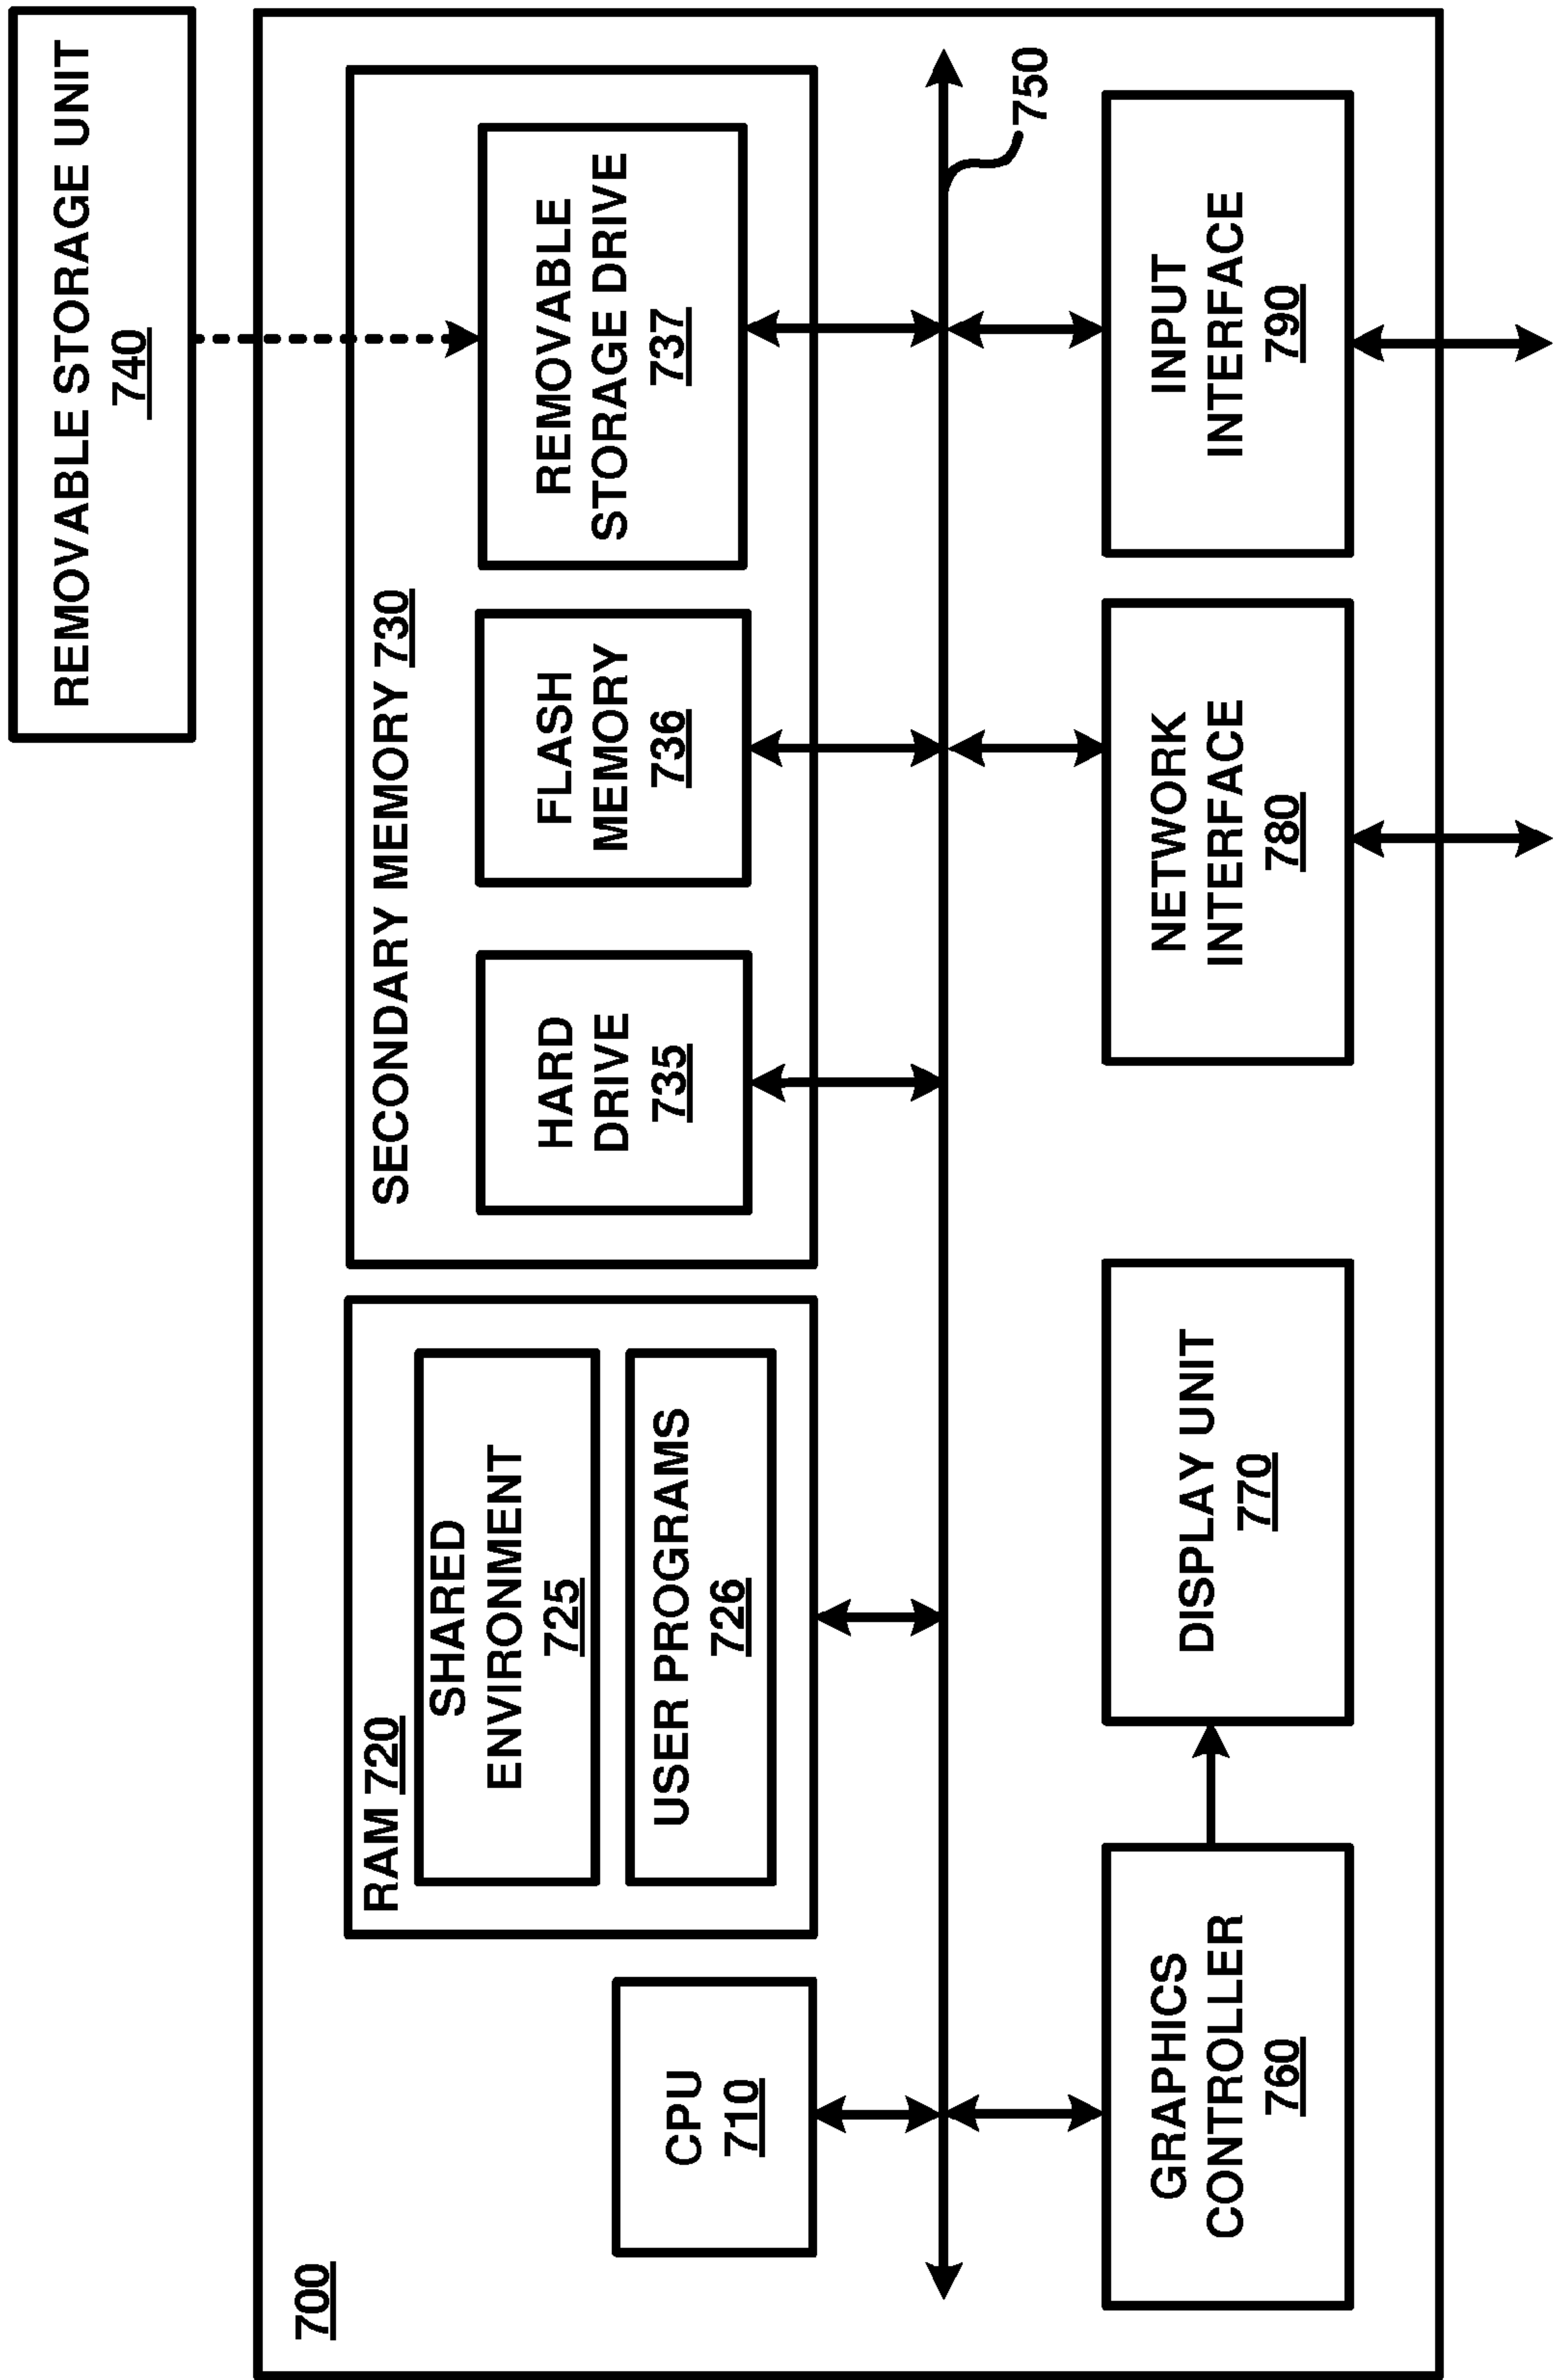 REMOVABLE STORAGE UNIT
740
700
CPU
710
RAM 720
SHARED
ENVIRONMENT
725
USER PROGRAMS
726
SECONDARY MEMORY 730
HARD
DRIVE
735
FLASH
MEMORY
736
REMOVABLE
STORAGE DRIVE
737
750
GRAPHICS
CONTROLLER
760
DISPLAY UNIT
770
NETWORK
INTERFACE
780
INPUT
INTERFACE
790